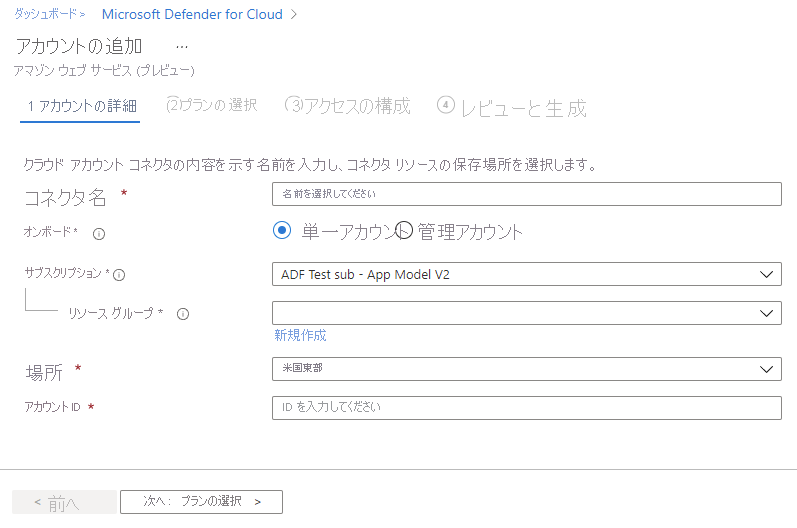 ダッシュボード > Microsoft Defender for Cloud >
アカウントの追加 ...
アマゾン ウェブ サービス (プレビュー)
1 アカウントの詳細 (2)プランの選択 (3)アクセスの構成 4 レビューと生成
クラウド アカウント コネクタの内容を示す名前を入力し、コネクタ リソースの保存場所を選択します。
コネクタ名 * 名前を選択してください
オンボード * 単一アカウント 管理アカウント
サブスクリプション * ADF Test sub - App Model V2
リソース グループ *
新規作成
場所 * 米国東部
アカウント ID * ID を入力してください
< 前へ 次へ: プランの選択 >